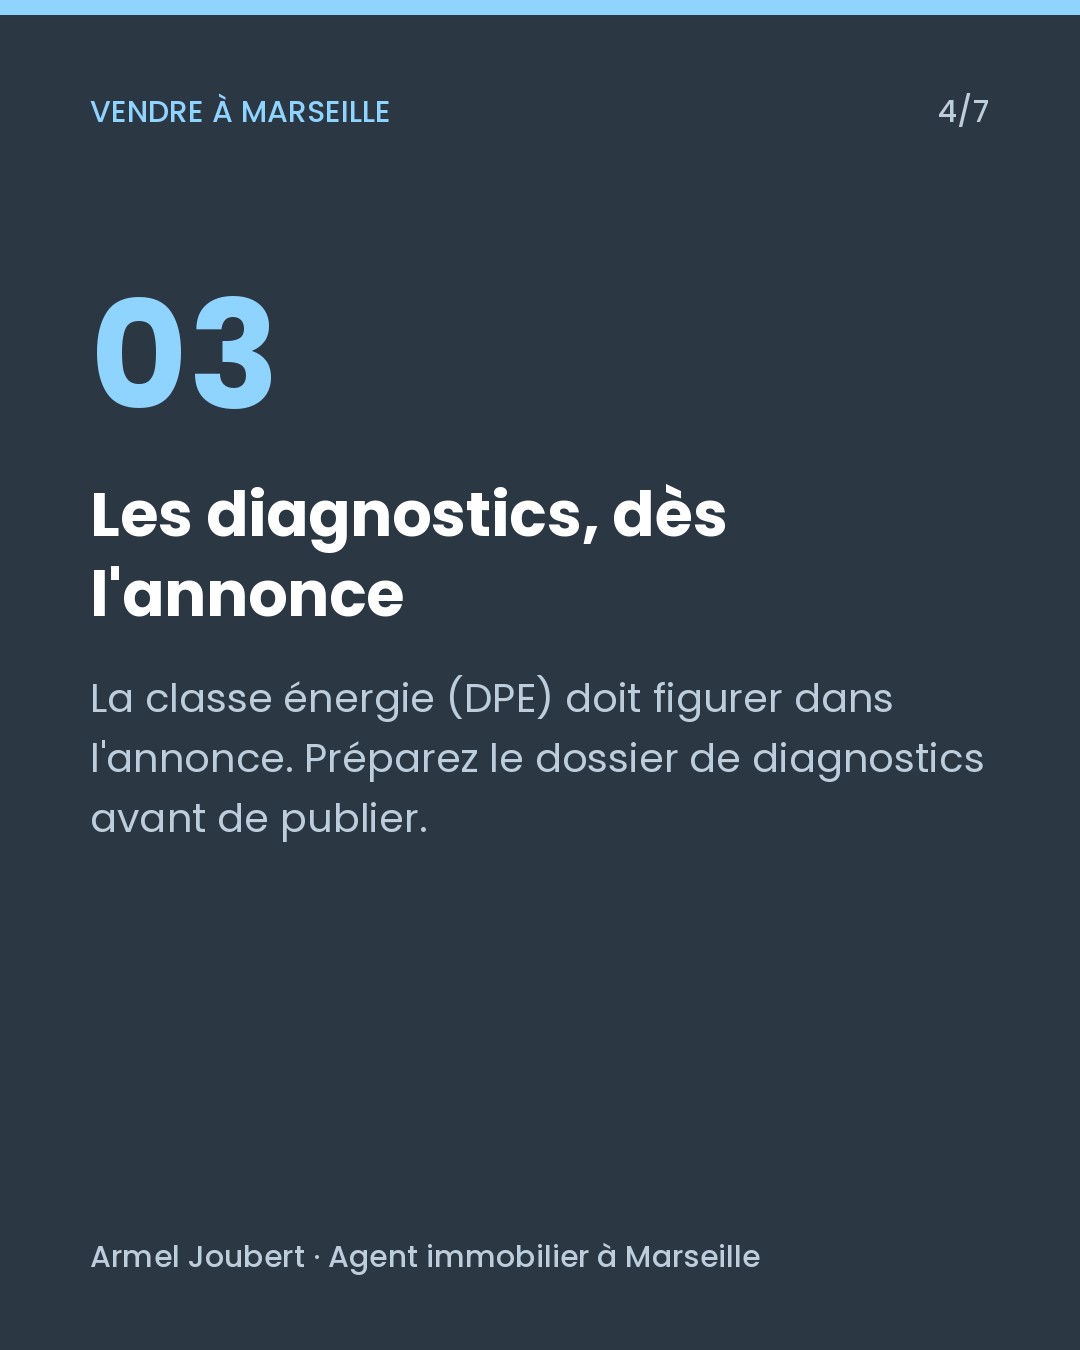 VENDRE À MARSEILLE
4/7
03
Les diagnostics, dès
l'annonce
La classe énergie (DPE) doit figurer dans
l'annonce. Préparez le dossier de diagnostics
avant de publier.
Armel Joubert · Agent immobilier à Marseille